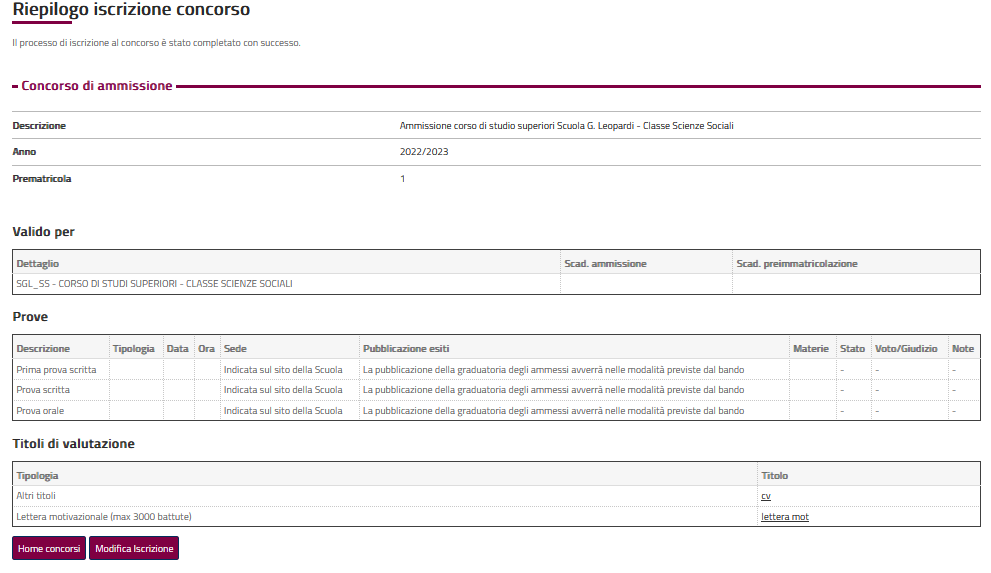 Riepilogo iscrizione concorso
Il processo di iscrizione al concorso è stato completato con successo.
Concorso di ammissione
Descrizione Ammissione corso di studio superiori Scuola G. Leopardi - Classe Scienze Sociali
Anno 2022/2023
Prematricola 1
Valido per
Dettaglio Scad. ammissione Scad. preimmatricolazione
SGL_SS - CORSO DI STUDI SUPERIORI - CLASSE SCIENZE SOCIALI
Prove
Descrizione Tipologia Data Ora Sede Pubblicazione esiti Materie Stato Voto/Giudizio Note
Prima prova scritta Indicata sul sito della Scuola La pubblicazione della graduatoria degli ammessi avverrà nelle modalità previste dal bando - - -
Prova scritta Indicata sul sito della Scuola La pubblicazione della graduatoria degli ammessi avverrà nelle modalità previste dal bando - - -
Prova orale Indicata sul sito della Scuola La pubblicazione della graduatoria degli ammessi avverrà nelle modalità previste dal bando - - -
Titoli di valutazione
Tipologia Titolo
Altri titoli cv
Lettera motivazionale (max 3000 battute) lettera mot
Home concorsi Modifica Iscrizione